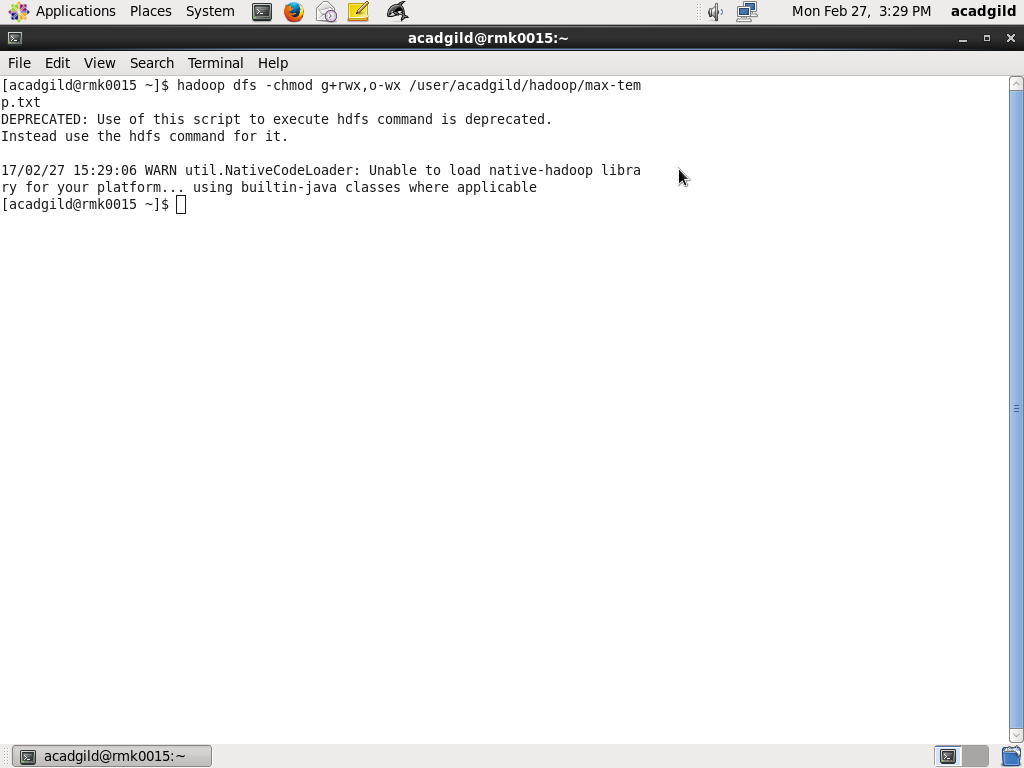 Applications Places System Mon Feb 27, 3:29 PM acadgild
acadgild@rmk0015:~
File Edit View Search Terminal Help
[acadgild@rmk0015 ~]$ hadoop dfs -chmod g+rwx,o-wx /user/acadgild/hadoop/max-tem
p.txt
DEPRECATED: Use of this script to execute hdfs command is deprecated.
Instead use the hdfs command for it.
17/02/27 15:29:06 WARN util.NativeCodeLoader: Unable to load native-hadoop libra
ry for your platform... using builtin-java classes where applicable
[acadgild@rmk0015 ~]$
acadgild@rmk0015:~